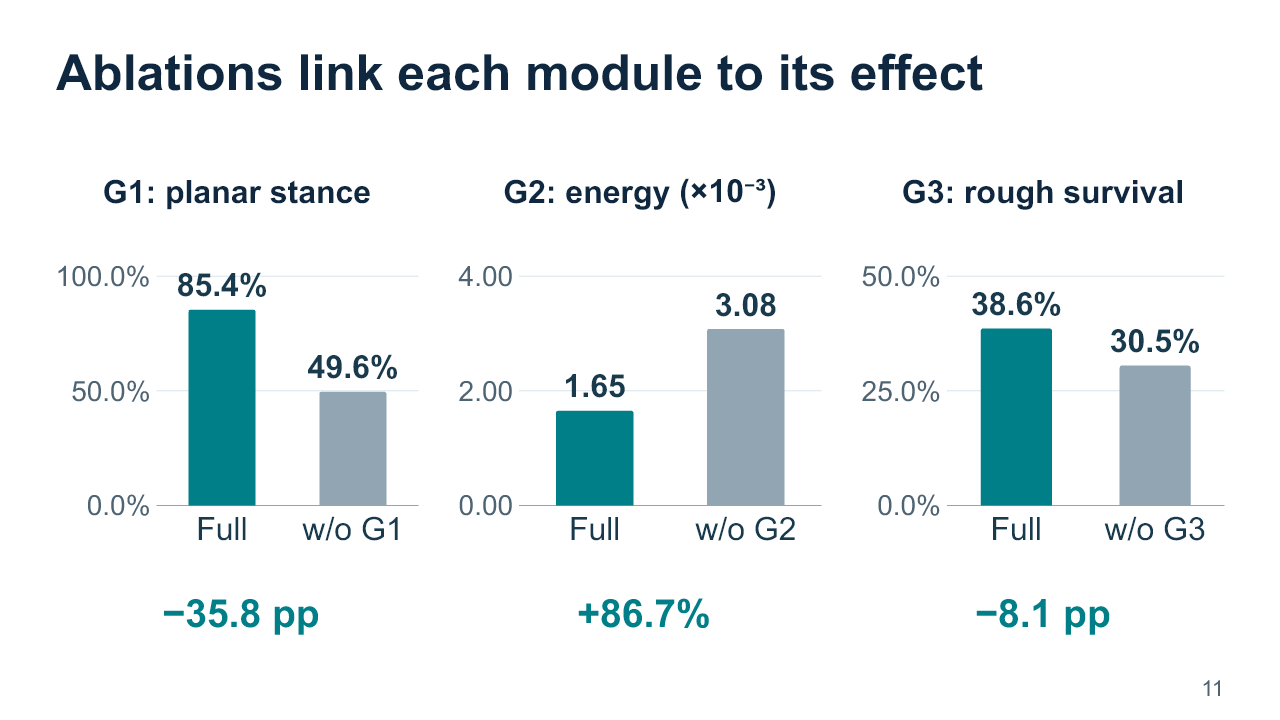 Ablations link each module to its effect
G1: planar stance
100.0%
50.0%
0.0%
85.4%
49.6%
Full
w/o G1
−35.8 pp
G2: energy (×10⁻³)
4.00
2.00
0.00
1.65
3.08
Full
w/o G2
+86.7%
G3: rough survival
50.0%
25.0%
0.0%
38.6%
30.5%
Full
w/o G3
−8.1 pp
11